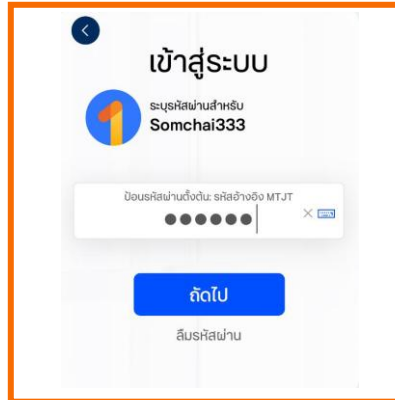 เข้าสู่ระบบ
ระบุรหัสผ่านสำหรับ
Somchai333
ป้อนรหัสผ่านตั้งต้น: รหัสอ้างอิง MTJT
ถัดไป
ลืมรหัสผ่าน